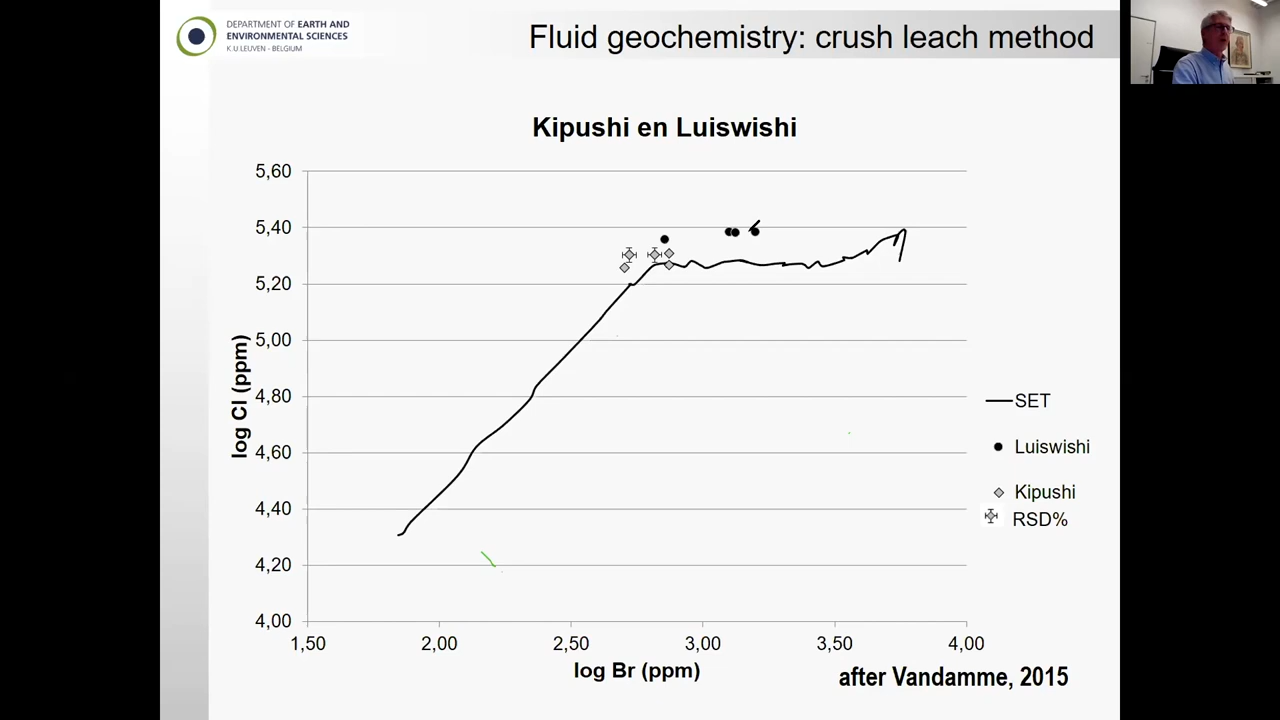 DEPARTMENT OF EARTH AND
ENVIRONMENTAL SCIENCES
K.U.LEUVEN - BELGIUM
Fluid geochemistry: crush leach method
Kipushi en Luiswishi
5,60
5,40
5,20
5,00
4,80
4,60
4,40
4,20
4,00
log Cl (ppm)
1,50 2,00 2,50 3,00 3,50 4,00
log Br (ppm)
SET
Luiswishi
Kipushi
RSD%
after Vandamme, 2015